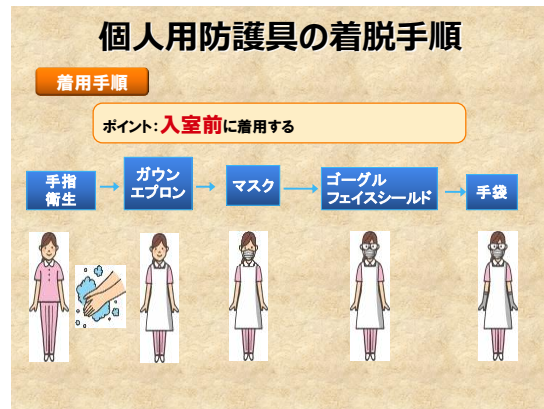 個人用防護具の着脱手順
着用手順
ポイント：入室前に着用する
手指
衛生
ガウン
エプロン
マスク
ゴーグル
フェイスシールド
手袋